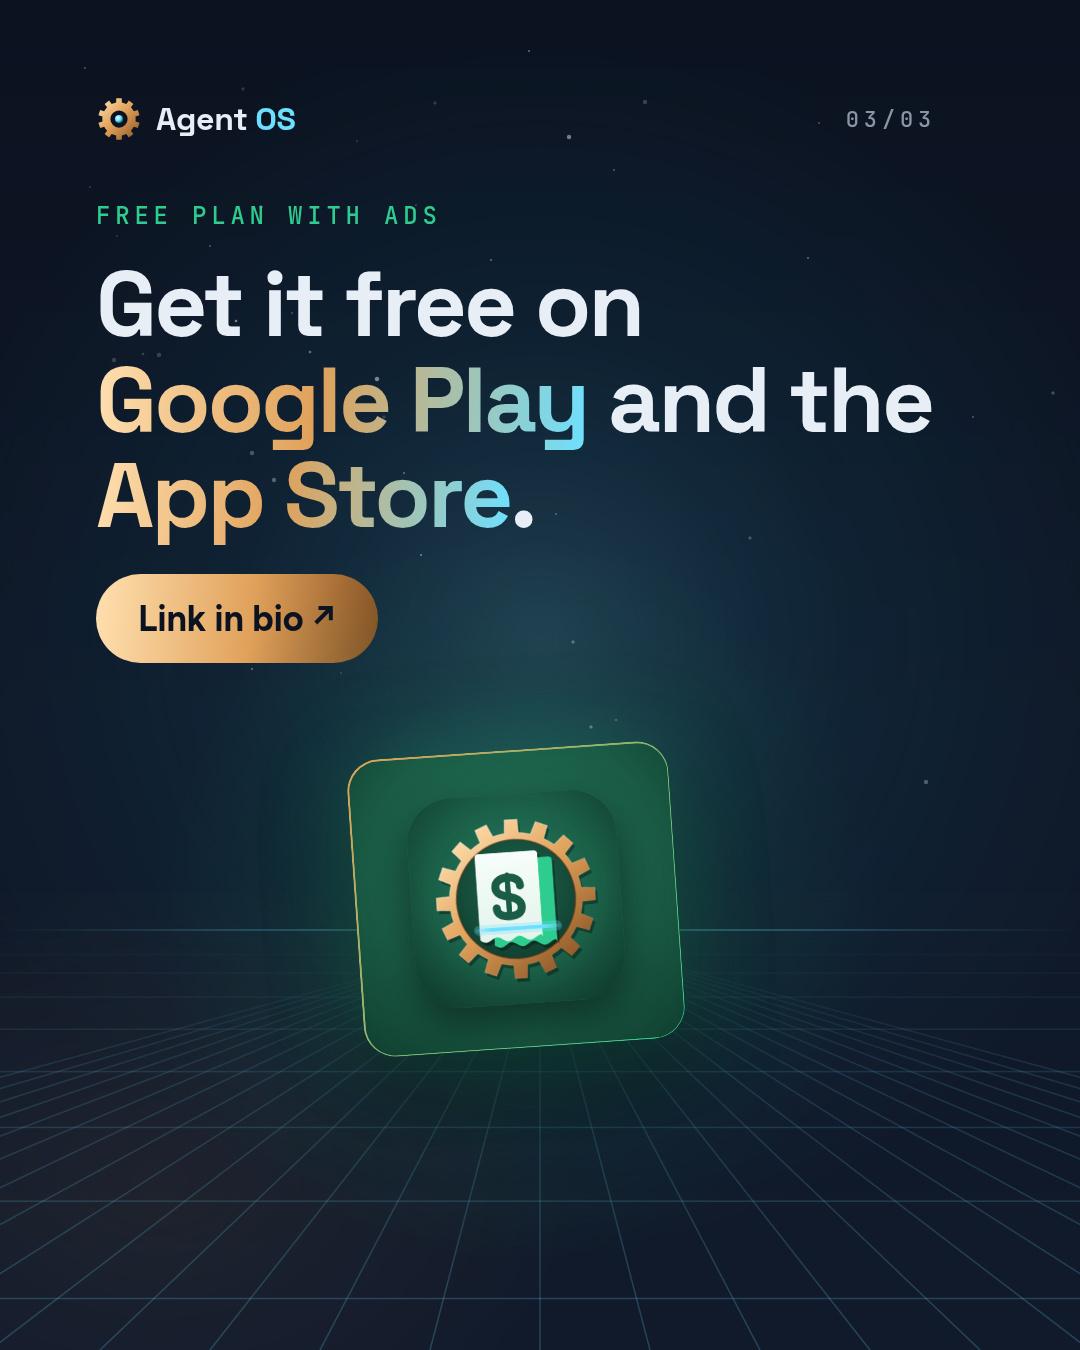 Agent OS
03/03
FREE PLAN WITH ADS
Get it free on
Google Play and the
App Store.
Link in bio ↗
$